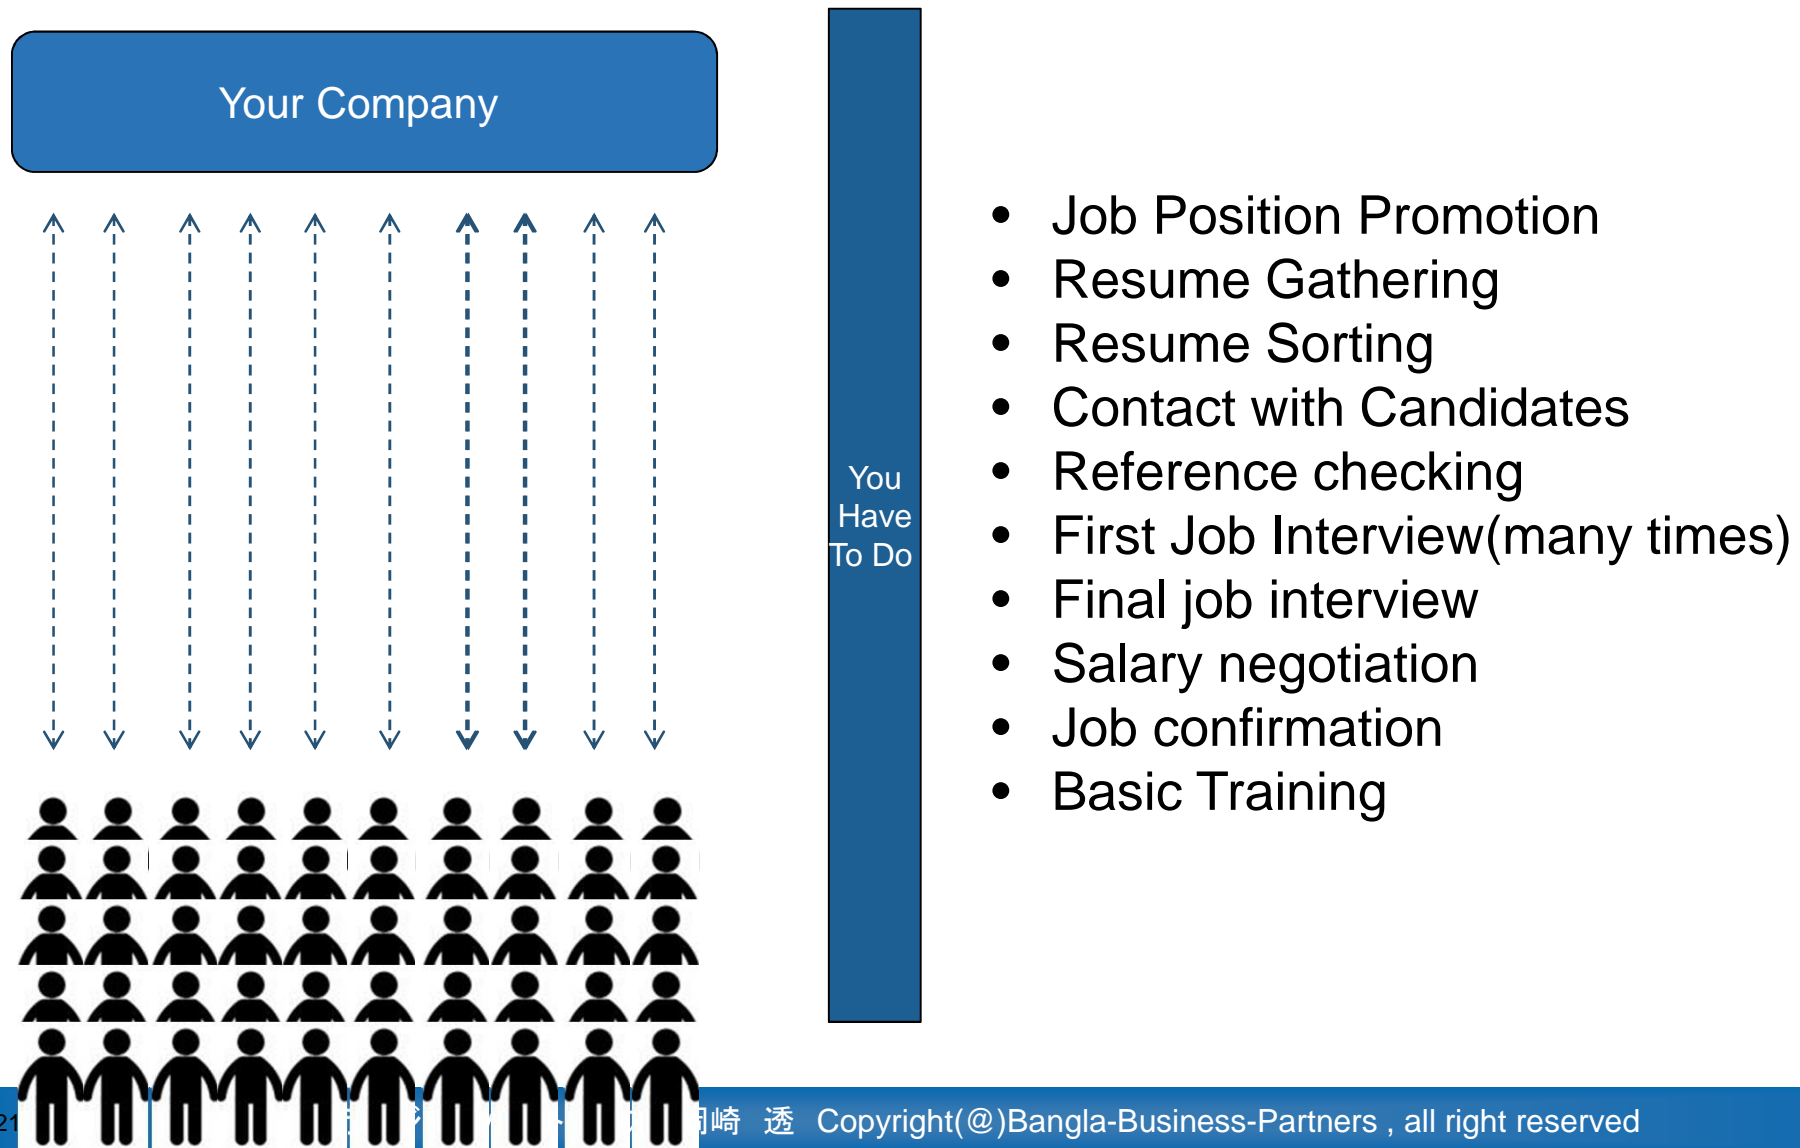 Your Company
You
Have
To Do
• Job Position Promotion
• Resume Gathering
• Resume Sorting
• Contact with Candidates
• Reference checking
• First Job Interview(many times)
• Final job interview
• Salary negotiation
• Job confirmation
• Basic Training
21
崎 透 Copyright(@)Bangla-Business-Partners , all right reserved